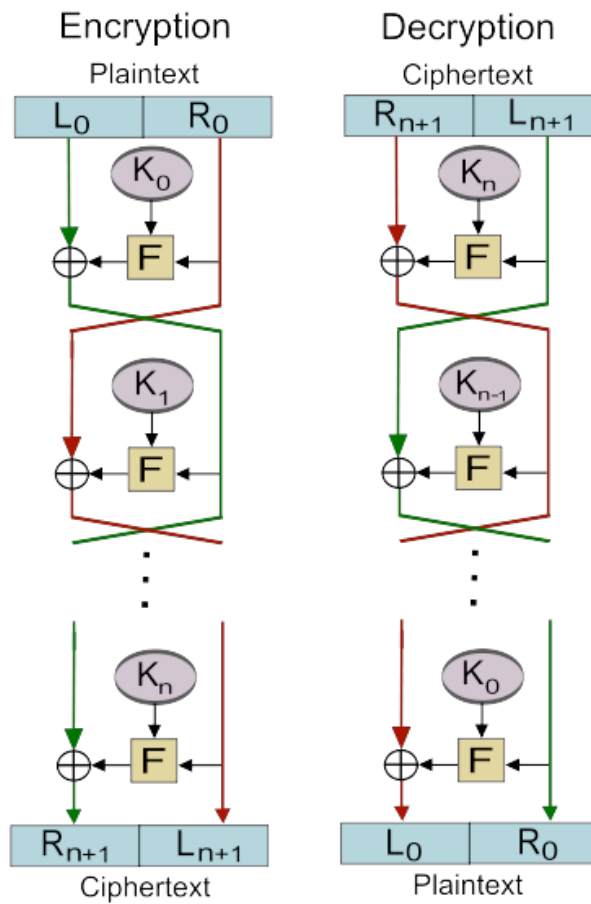 Encryption
Plaintext
L₀ R₀
K₀
F
K₁
F
Kₙ
F
Rₙ₊₁ Lₙ₊₁
Ciphertext
Decryption
Ciphertext
Rₙ₊₁ Lₙ₊₁
Kₙ
F
Kₙ₋₁
F
K₀
F
L₀ R₀
Plaintext